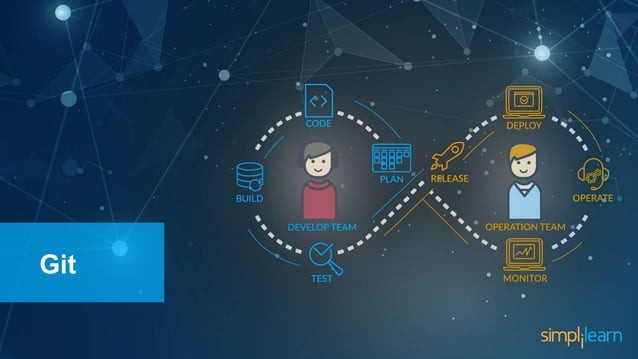 CODE
DEPLOY
PLAN
RELEASE
BUILD
OPERATE
DEVELOP TEAM
OPERATION TEAM
TEST
MONITOR
Git
simplilearn